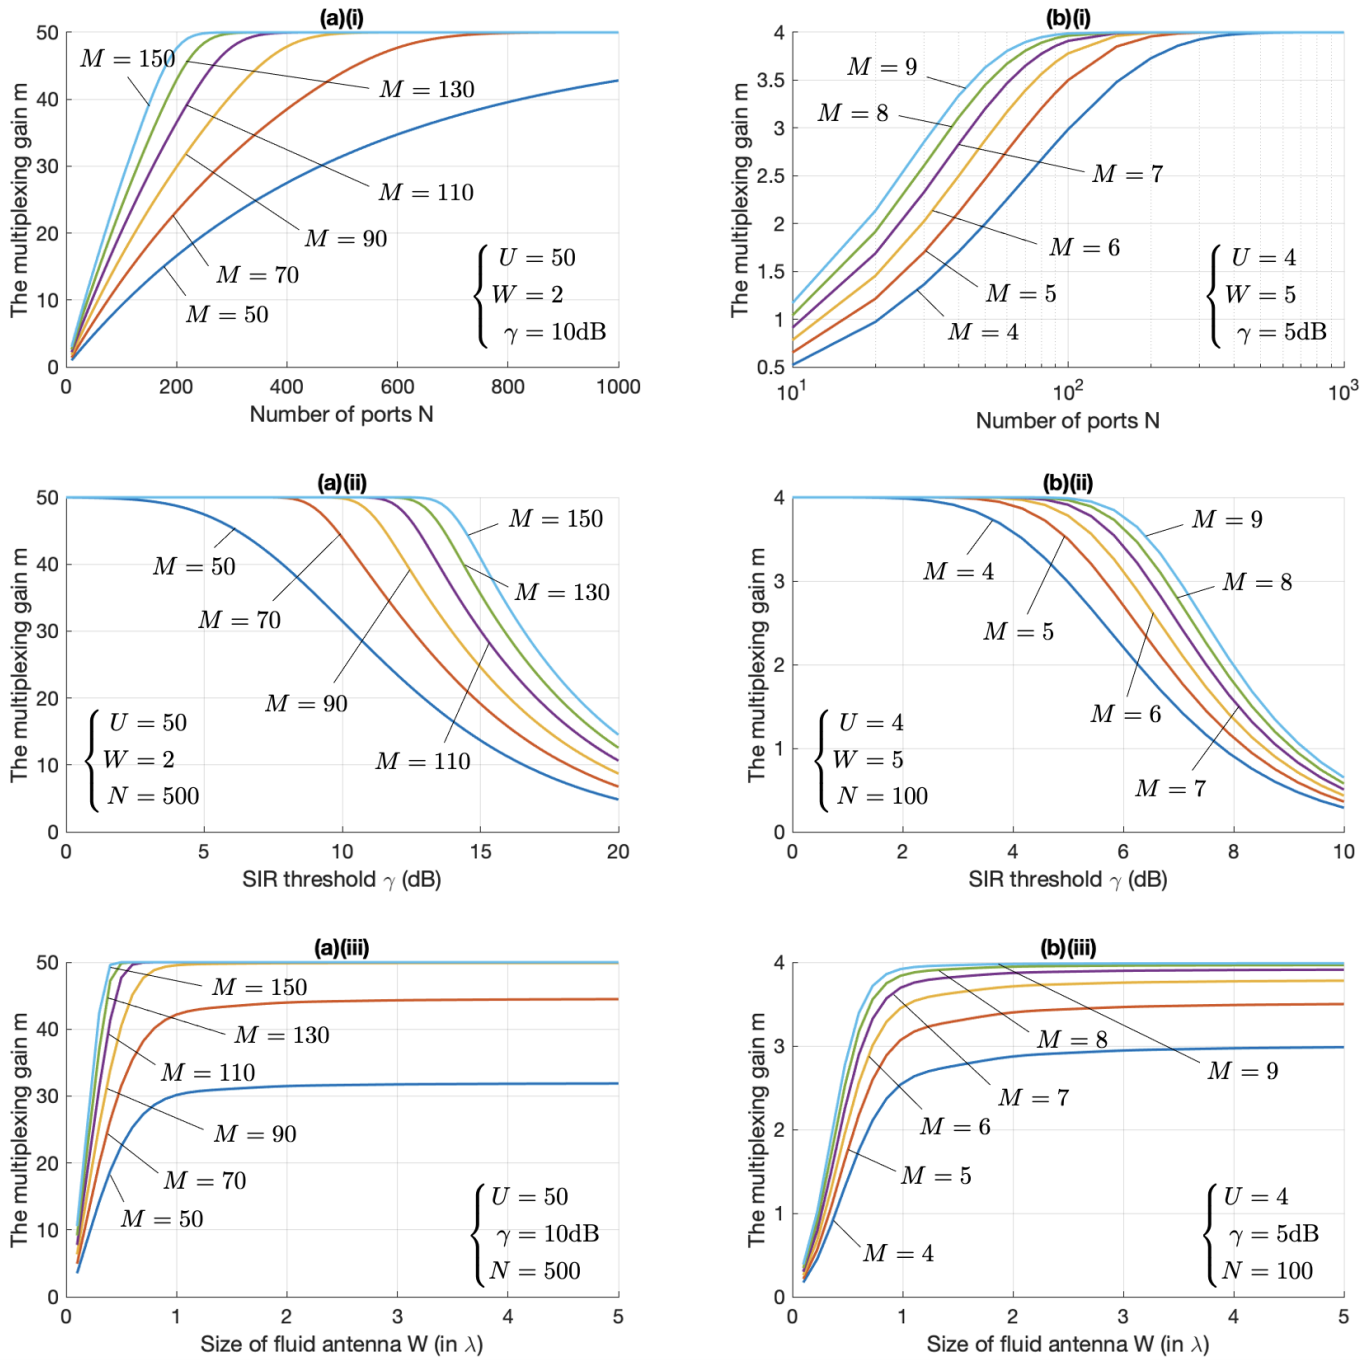 (a)(i)
The multiplexing gain m
50
40
30
20
10
0
0 200 400 600 800 1000
Number of ports N
M = 150
M = 130
M = 110
M = 90
M = 70
M = 50
U = 50
W = 2
γ = 10dB
(b)(i)
The multiplexing gain m
4
3.5
3
2.5
2
1.5
1
0.5
10¹ 10² 10³
Number of ports N
M = 9
M = 8
M = 7
M = 6
M = 5
M = 4
U = 4
W = 5
γ = 5dB
(a)(ii)
The multiplexing gain m
50
40
30
20
10
0
0 5 10 15 20
SIR threshold γ (dB)
M = 150
M = 50
M = 130
M = 70
M = 90
M = 110
U = 50
W = 2
N = 500
(b)(ii)
The multiplexing gain m
4
3
2
1
0
0 2 4 6 8 10
SIR threshold γ (dB)
M = 9
M = 4
M = 8
M = 5
M = 6
M = 7
U = 4
W = 5
N = 100
(a)(iii)
The multiplexing gain m
50
40
30
20
10
0
0 1 2 3 4 5
Size of fluid antenna W (in λ)
M = 150
M = 130
M = 110
M = 90
M = 70
M = 50
U = 50
γ = 10dB
N = 500
(b)(iii)
The multiplexing gain m
4
3
2
1
0
0 1 2 3 4 5
Size of fluid antenna W (in λ)
M = 8
M = 9
M = 7
M = 6
M = 5
M = 4
U = 4
γ = 5dB
N = 100